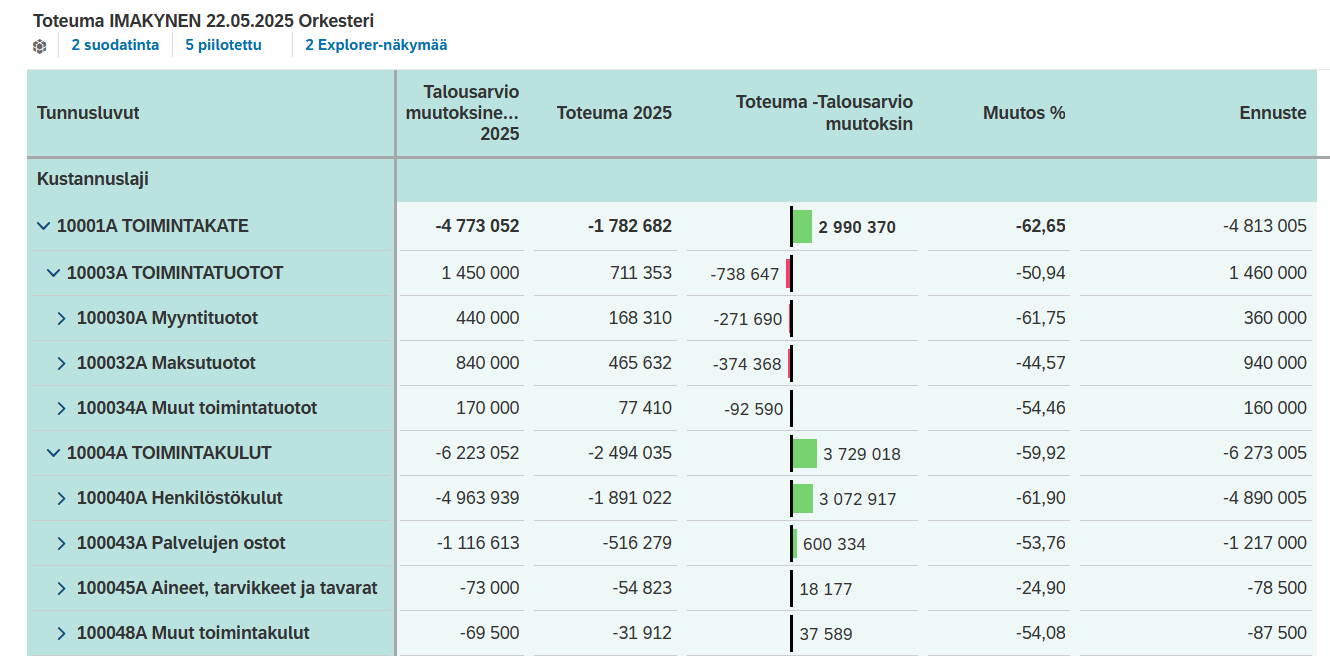 Toteuma IMAKYNEN 22.05.2025 Orkesteri
2 suodatinta 5 piilotettu 2 Explorer-näkymää
Tunnusluvut Talousarvio muutoksine... 2025 Toteuma 2025 Toteuma -Talousarvio muutoksin Muutos % Ennuste
Kustannuslaji
10001A TOIMINTAKATE -4 773 052 -1 782 682 2 990 370 -62,65 -4 813 005
10003A TOIMINTATUOTOT 1 450 000 711 353 -738 647 -50,94 1 460 000
100030A Myyntituotot 440 000 168 310 -271 690 -61,75 360 000
100032A Maksutuotot 840 000 465 632 -374 368 -44,57 940 000
100034A Muut toimintatuotot 170 000 77 410 -92 590 -54,46 160 000
10004A TOIMINTAKULUT -6 223 052 -2 494 035 3 729 018 -59,92 -6 273 005
100040A Henkilöstökulut -4 963 939 -1 891 022 3 072 917 -61,90 -4 890 005
100043A Palvelujen ostot -1 116 613 -516 279 600 334 -53,76 -1 217 000
100045A Aineet, tarvikkeet ja tavarat -73 000 -54 823 18 177 -24,90 -78 500
100048A Muut toimintakulut -69 500 -31 912 37 589 -54,08 -87 500